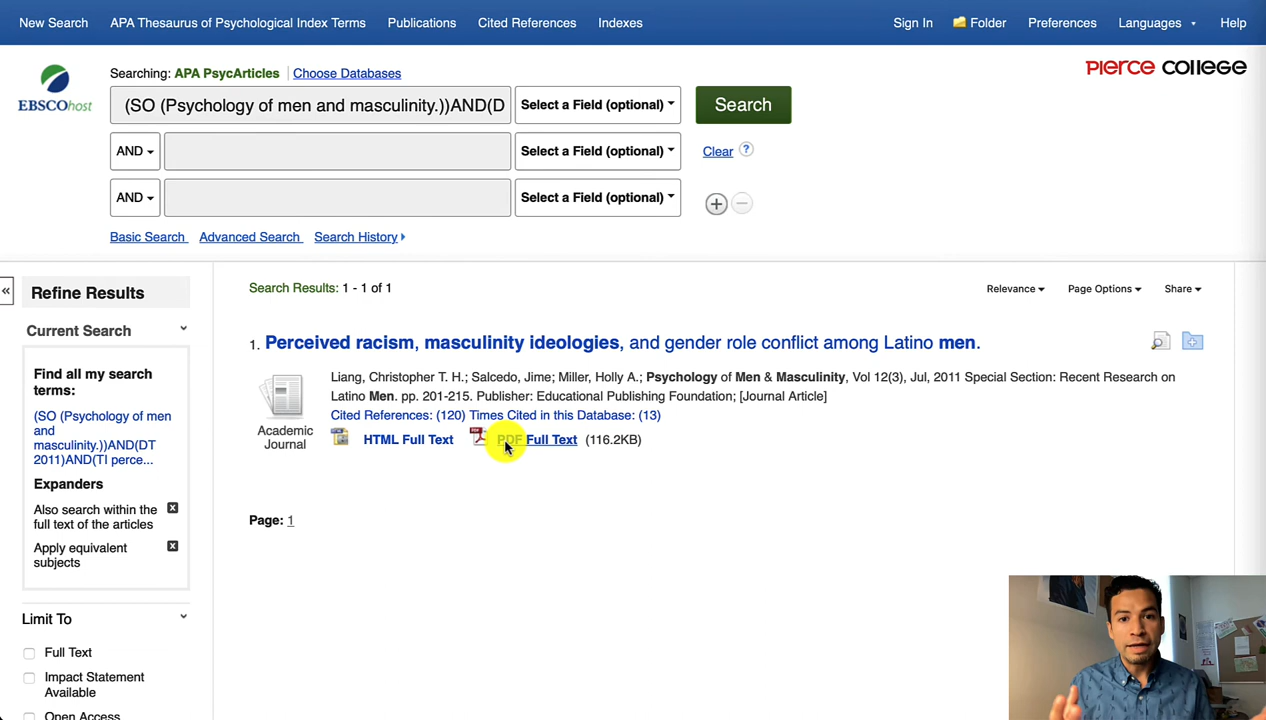 New Search APA Thesaurus of Psychological Index Terms Publications Cited References Indexes Sign In Folder Preferences Languages Help
Searching: APA PsycArticles Choose Databases
PIERCE COLLEGE
EBSCOhost
(SO (Psychology of men and masculinity.))AND(D Select a Field (optional) Search
AND Select a Field (optional) Clear ?
AND Select a Field (optional)
Basic Search Advanced Search Search History
« Refine Results
Current Search
Find all my search
terms:
(SO (Psychology of men
and
masculinity.))AND(DT
2011)AND(TI perce...
Expanders
Also search within the
full text of the articles
Apply equivalent
subjects
Limit To
Full Text
Impact Statement
Available
Open Access
Search Results: 1 - 1 of 1 Relevance Page Options Share
1. Perceived racism, masculinity ideologies, and gender role conflict among Latino men.
Liang, Christopher T. H.; Salcedo, Jime; Miller, Holly A.; Psychology of Men & Masculinity, Vol 12(3), Jul, 2011 Special Section: Recent Research on
Latino Men. pp. 201-215. Publisher: Educational Publishing Foundation; [Journal Article]
Cited References: (120) Times Cited in this Database: (13)
Academic
Journal
HTML Full Text PDF Full Text (116.2KB)
Page: 1